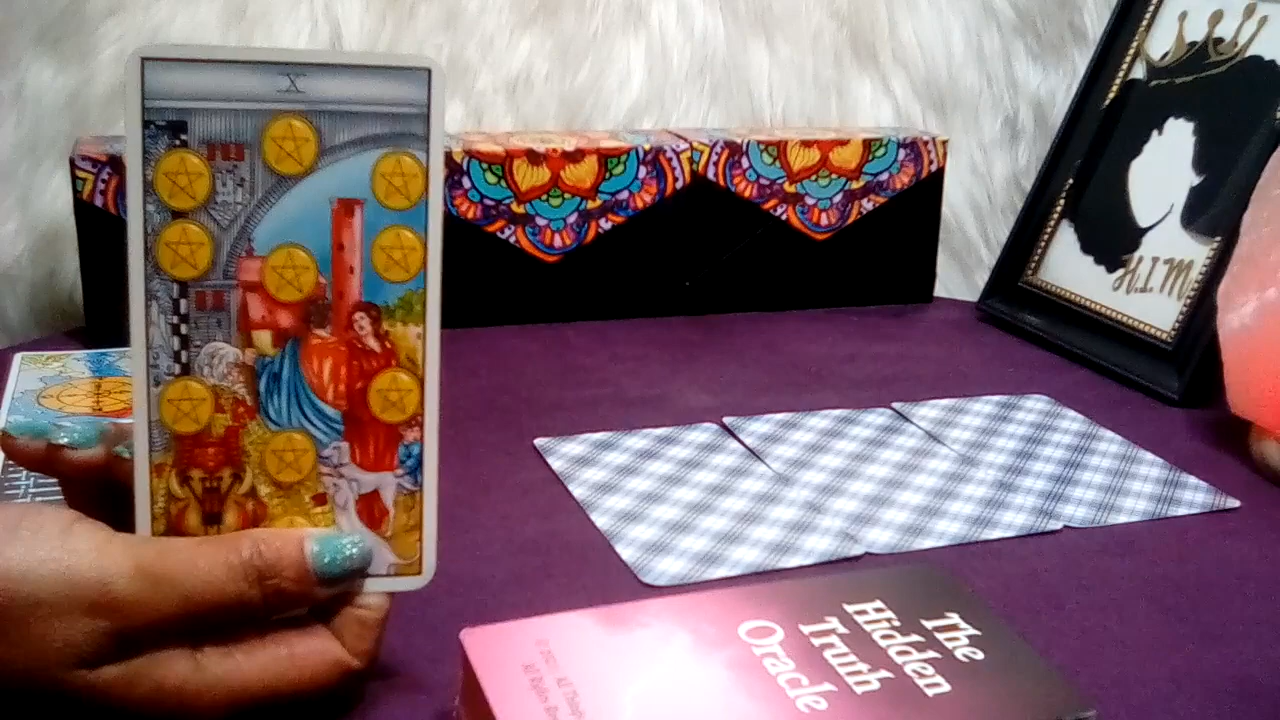 X
The
Hidden
Truth
Oracle
H.I.M